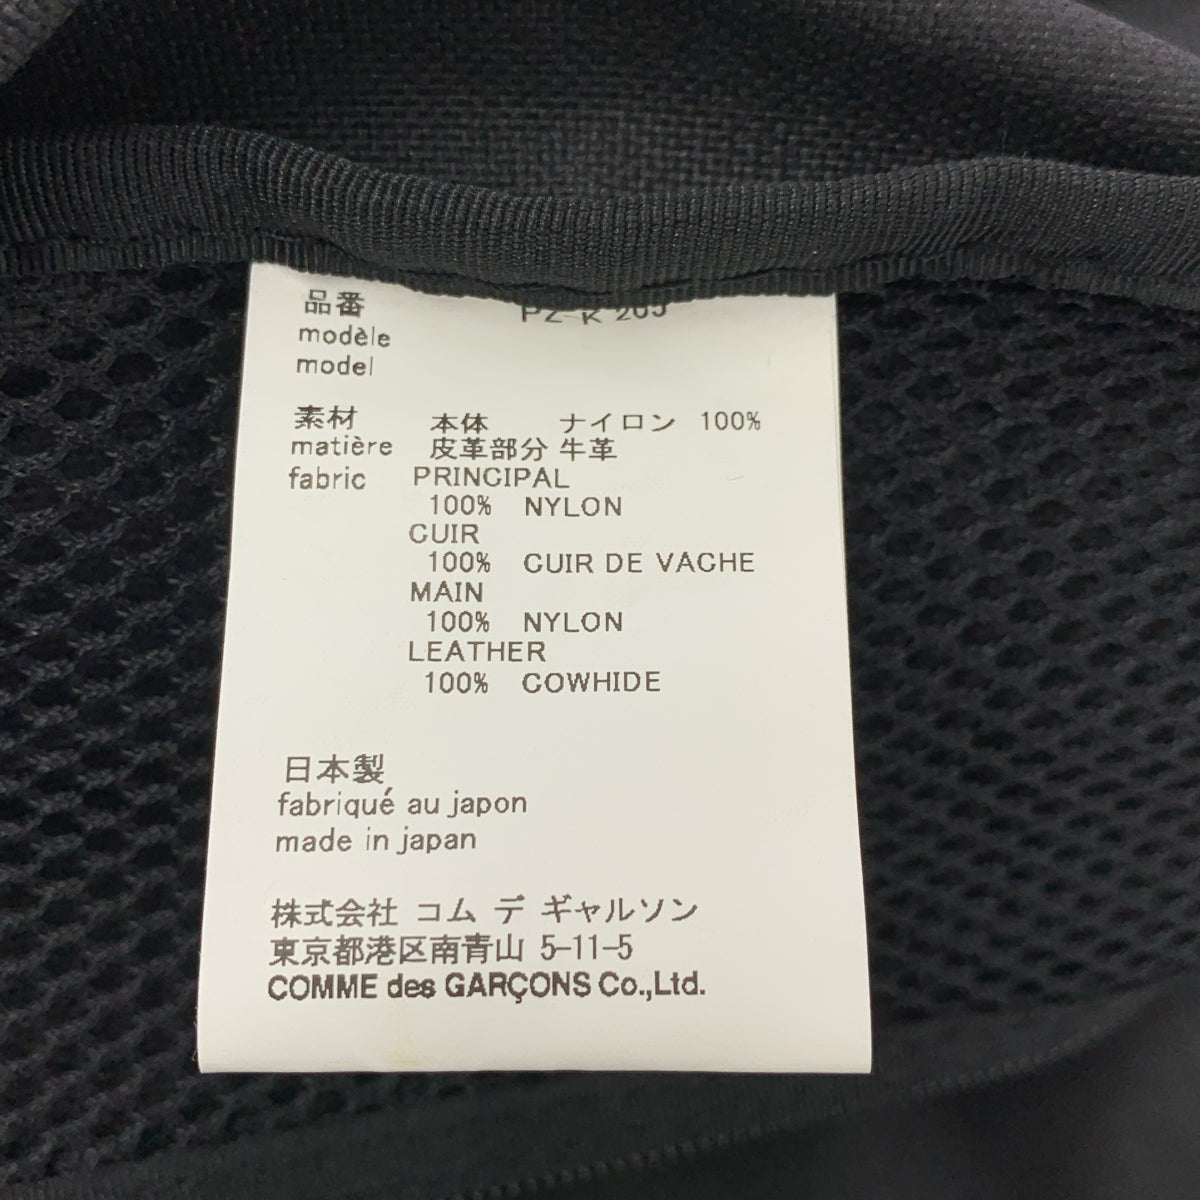 品番 PZ-K 205
modèle
model
素材 本体 ナイロン 100%
matière 皮革部分 牛革
fabric PRINCIPAL
100% NYLON
CUIR
100% CUIR DE VACHE
MAIN
100% NYLON
LEATHER
100% COWHIDE
日本製
fabriqué au japon
made in japan
株式会社 コム デ ギャルソン
東京都港区南青山 5-11-5
COMME des GARÇONS Co.,Ltd.